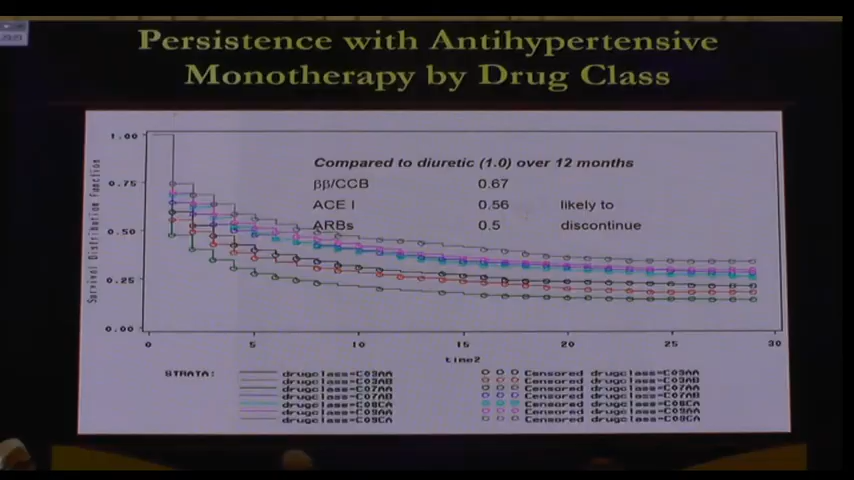 Persistence with Antihypertensive
Monotherapy by Drug Class
Compared to diuretic (1.0) over 12 months
ββ/CCB 0.67
ACE I 0.56 likely to
ARBs 0.5 discontinue
Survival Distribution Function
1.00
0.75
0.50
0.25
0.00
0 5 10 15 20 25 30
time2
STRATA: drugclass=C03AA Censored drugclass=C03AA
drugclass=C03AB Censored drugclass=C03AB
drugclass=C07AA Censored drugclass=C07AA
drugclass=C07AB Censored drugclass=C07AB
drugclass=C08CA Censored drugclass=C08CA
drugclass=C09AA Censored drugclass=C09AA
drugclass=C09CA Censored drugclass=C09CA